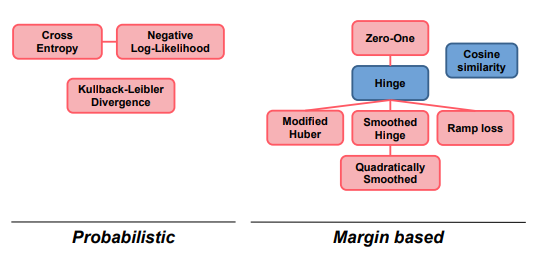 Cross
Entropy
Negative
Log-Likelihood
Kullback-Leibler
Divergence
Zero-One
Cosine
similarity
Hinge
Modified
Huber
Smoothed
Hinge
Ramp loss
Quadratically
Smoothed
Probabilistic
Margin based